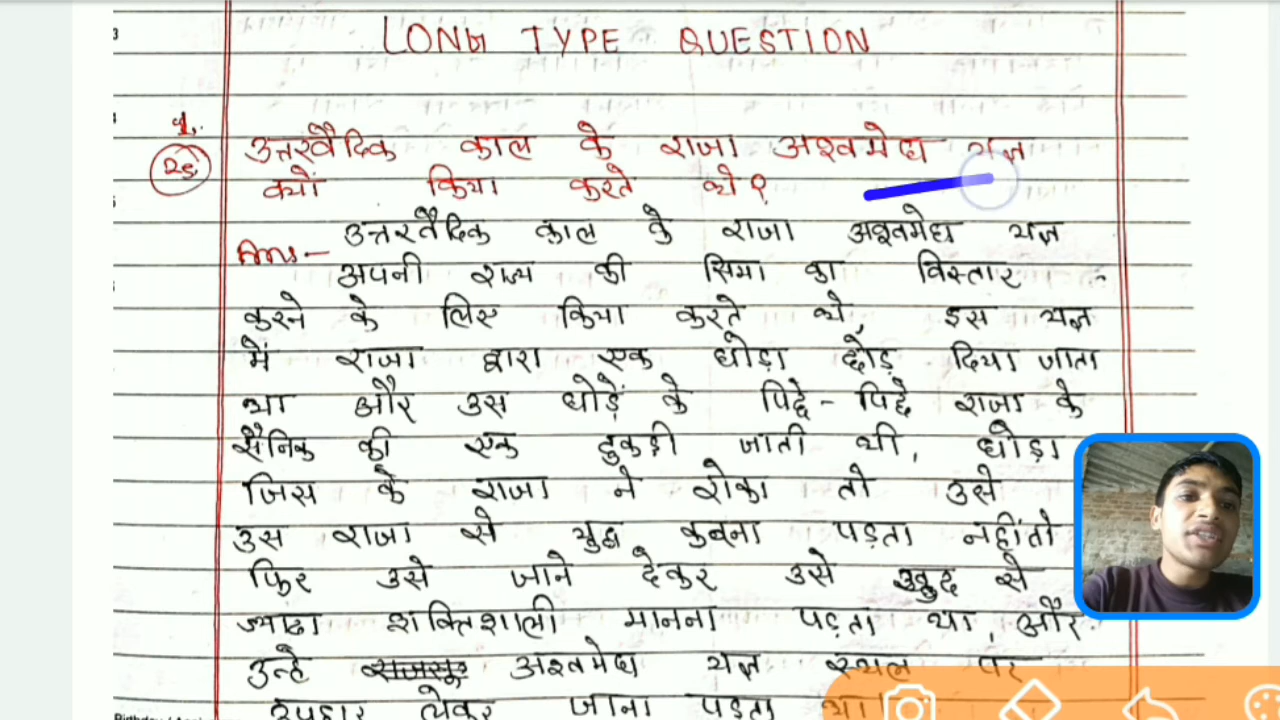 LONG TYPE QUESTION
1.
उत्तरवैदिक काल के राजा अश्वमेध यज्ञ
क्यों किया करते थे?
Ans:- उत्तरवैदिक काल के राजा अश्वमेध यज्ञ
अपनी राज्य की सिमा का विस्तार
करने के लिए किया करते थे, इस यज्ञ
में राजा द्वारा एक घोड़ा छोड़ दिया जाता
था और उस घोड़ें के पिछे-पिछे राजा के
सैनिक की एक टुकड़ी जाती थी, घोड़ा
जिस के राजा ने रोका तो उसे
उस राजा से युद्ध करना पड़ता नहींतो
फिर उसे जाने देकर उसे खुद से
ज्यादा शक्तिशाली मानना पड़ता था, और
उन्हे अश्वमेध यज्ञ स्थल पर
उपहार लेकर जाना पड़ता था।